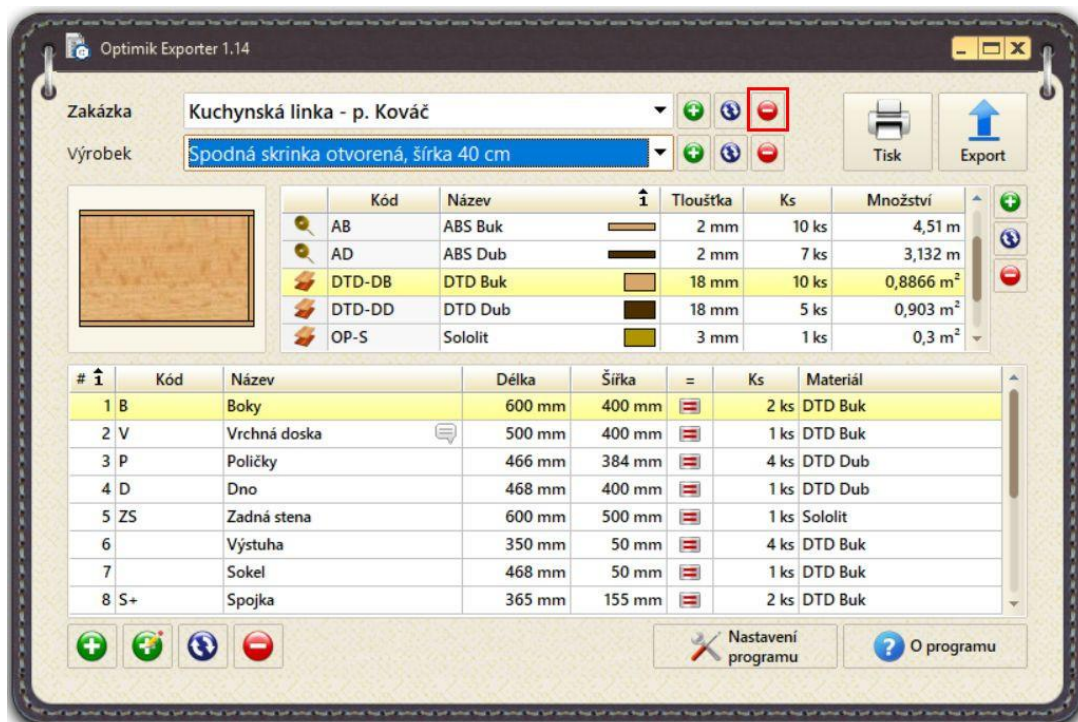 Optimik Exporter 1.14
Zakázka Kuchynská linka - p. Kováč
Výrobek Spodná skrinka otvorená, šírka 40 cm
Tisk Export
Kód Název 1 Tloušťka Ks Množství
AB ABS Buk 2 mm 10 ks 4,51 m
AD ABS Dub 2 mm 7 ks 3,132 m
DTD-DB DTD Buk 18 mm 10 ks 0,8866 m²
DTD-DD DTD Dub 18 mm 5 ks 0,903 m²
OP-S Sololit 3 mm 1 ks 0,3 m²
# 1 Kód Název Délka Šířka = Ks Materiál
1 B Boky 600 mm 400 mm 2 ks DTD Buk
2 V Vrchná doska 500 mm 400 mm 1 ks DTD Buk
3 P Poličky 466 mm 384 mm 4 ks DTD Dub
4 D Dno 468 mm 400 mm 1 ks DTD Dub
5 ZS Zadná stena 600 mm 500 mm 1 ks Sololit
6 Výstuha 350 mm 50 mm 4 ks DTD Buk
7 Sokel 468 mm 50 mm 1 ks DTD Buk
8 S+ Spojka 365 mm 155 mm 2 ks DTD Buk
Nastavení
programu
? O programu